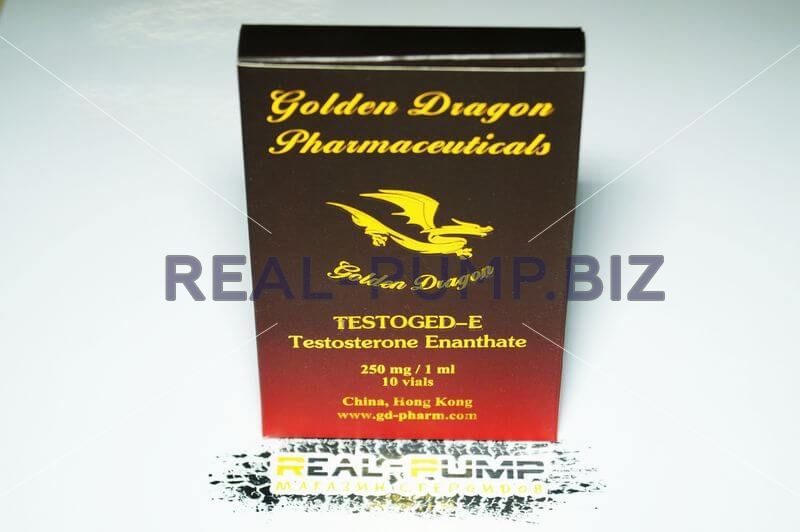 Golden Dragon
Pharmaceuticals
Golden Dragon
REAL-PUMP.BIZ
TESTOGED-E
Testosterone Enanthate
250 mg / 1 ml
10 vials
China, Hong Kong
www.gd-pharm.com
REAL-PUMP
МАГАЗИН СТЕРОИДОВ